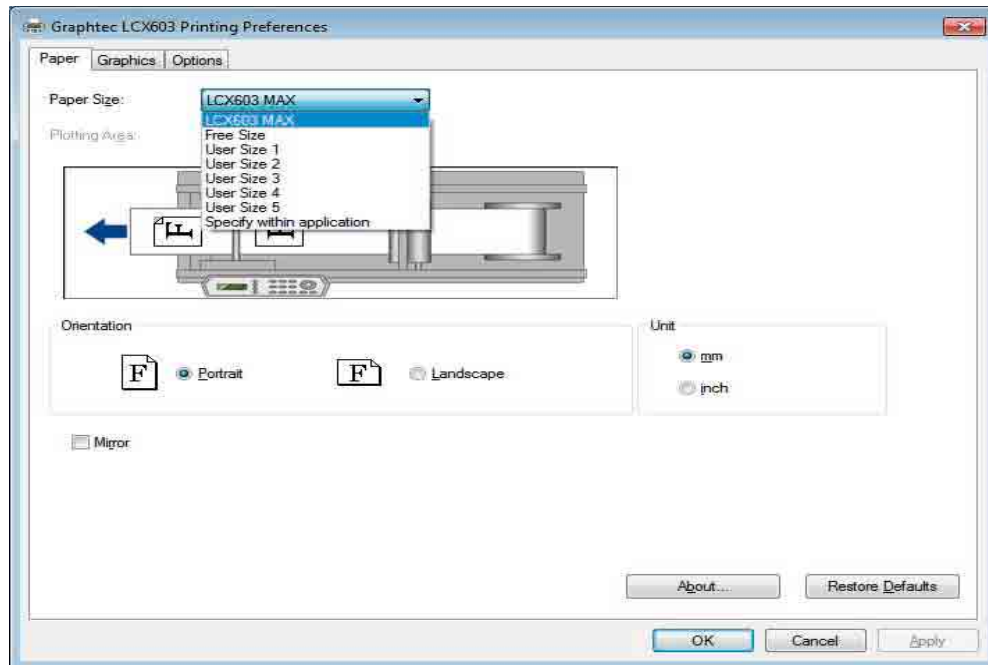 Graphtec LCX603 Printing Preferences
Paper Graphics Options
Paper Size: LCX603 MAX
LCX603 MAX
Plotting Area:
Free Size
User Size 1
User Size 2
User Size 3
User Size 4
User Size 5
Specify within application
Orientation
F Portrait F Landscape
Unit
mm
inch
Mirror
About... Restore Defaults
OK Cancel Apply